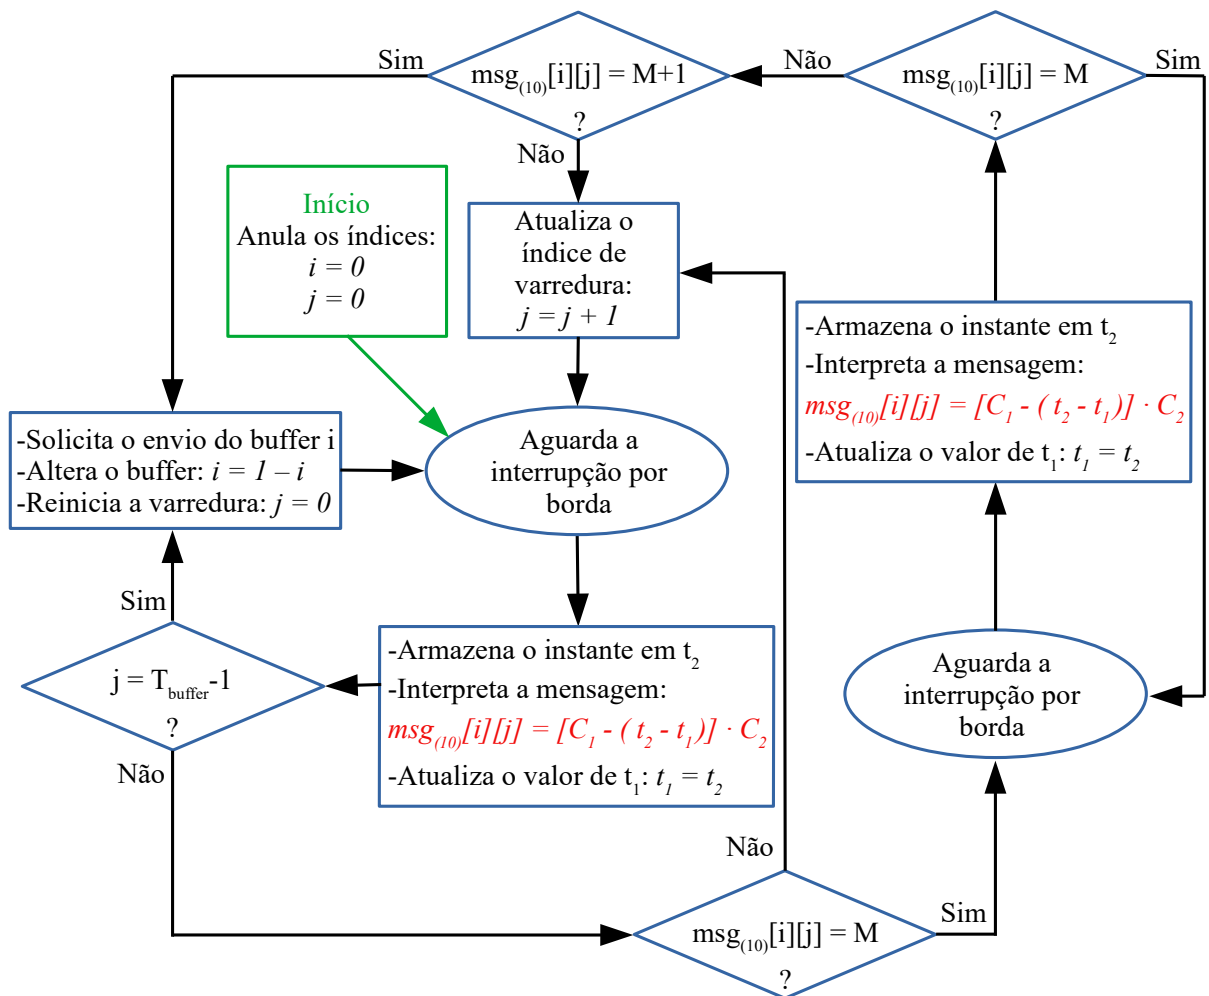 Sim
msg(10)[i][j] = M+1
?
Não
msg(10)[i][j] = M
?
Sim
Não
Início
Anula os índices:
i = 0
j = 0
Atualiza o
índice de
varredura:
j = j + 1
-Armazena o instante em t2
-Interpreta a mensagem:
msg(10)[i][j] = [C1 - ( t2 - t1)] · C2
-Atualiza o valor de t1: t1 = t2
-Solicita o envio do buffer i
-Altera o buffer: i = 1 – i
-Reinicia a varredura: j = 0
Aguarda a
interrupção por
borda
Sim
j = Tbuffer-1
?
Não
-Armazena o instante em t2
-Interpreta a mensagem:
msg(10)[i][j] = [C1 - ( t2 - t1)] · C2
-Atualiza o valor de t1: t1 = t2
Aguarda a
interrupção por
borda
Não
msg(10)[i][j] = M
?
Sim